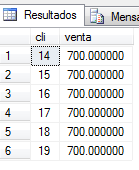 Resultados Mensa
cli venta
1 14 700.000000
2 15 700.000000
3 16 700.000000
4 17 700.000000
5 18 700.000000
6 19 700.000000